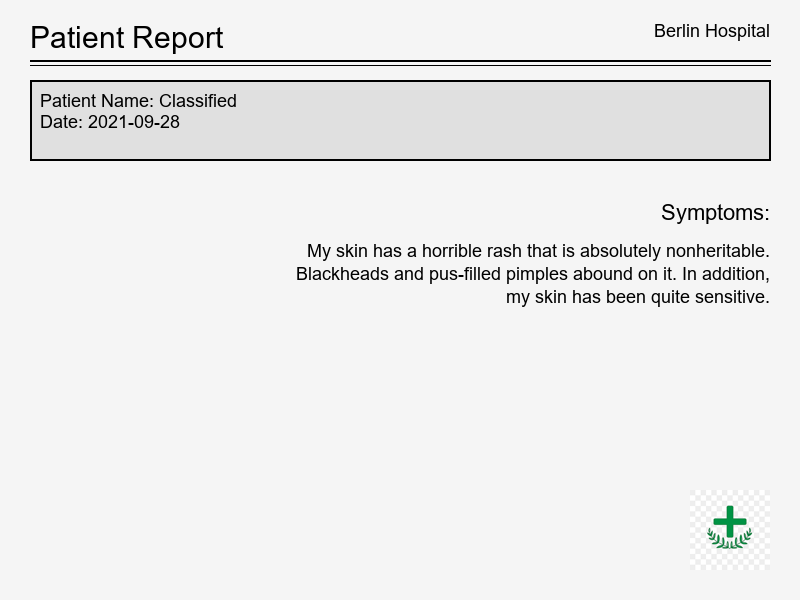 Patient Report
Berlin Hospital
Patient Name: Classified
Date: 2021-09-28
Symptoms:
My skin has a horrible rash that is absolutely nonheritable.
Blackheads and pus-filled pimples abound on it. In addition,
my skin has been quite sensitive.